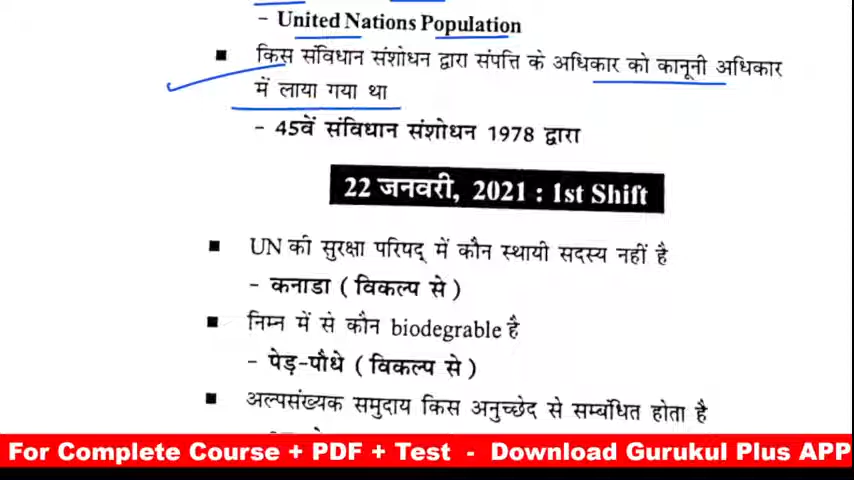 - United Nations Population
■ किस संविधान संशोधन द्वारा संपत्ति के अधिकार को कानूनी अधिकार
में लाया गया था
- 45वें संविधान संशोधन 1978 द्वारा
22 जनवरी, 2021 : 1st Shift
■ UN की सुरक्षा परिषद् में कौन स्थायी सदस्य नहीं है
- कनाडा ( विकल्प से )
■ निम्न में से कौन biodegrable है
- पेड़-पौधे ( विकल्प से )
■ अल्पसंख्यक समुदाय किस अनुच्छेद से सम्बंधित होता है
For Complete Course + PDF + Test - Download Gurukul Plus APP